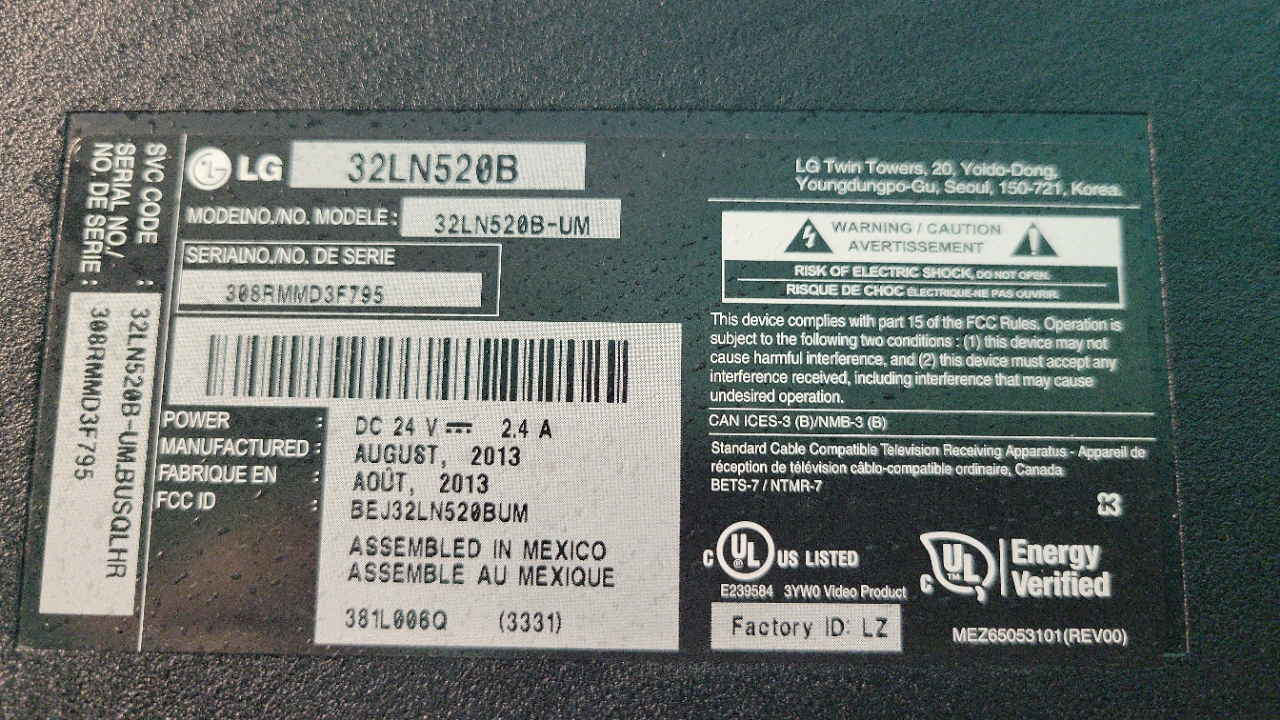 SVC CODE : 32LN520B-UM.BUSQLHR
SERIAL NO./
NO. DE SÉRIE : 308RMMD3F795
LG 32LN520B
MODELNO./NO. MODELE : 32LN520B-UM
SERIALNO./NO. DE SERIE
308RMMD3F795
POWER : DC 24 V 2.4 A
MANUFACTURED : AUGUST, 2013
FABRIQUE EN : AOÛT, 2013
FCC ID : BEJ32LN520BUM
ASSEMBLED IN MEXICO
ASSEMBLE AU MEXIQUE
381L006Q (3331)
LG Twin Towers, 20, Yoido-Dong,
Youngdungpo-Gu, Seoul, 150-721, Korea.
WARNING / CAUTION
AVERTISSEMENT
RISK OF ELECTRIC SHOCK, DO NOT OPEN.
RISQUE DE CHOC ÉLECTRIQUE-NE PAS OUVRIR.
This device complies with part 15 of the FCC Rules. Operation is
subject to the following two conditions : (1) this device may not
cause harmful interference, and (2) this device must accept any
interference received, including interference that may cause
undesired operation.
CAN ICES-3 (B)/NMB-3 (B)
Standard Cable Compatible Television Receiving Apparatus - Appareil de
réception de télévision câblo-compatible ordinaire, Canada
BETS-7 / NTMR-7
C UL ® US LISTED
E239584 3YW0 Video Product
C UL TM Energy
Verified
Factory ID: LZ
MEZ65053101(REV00)